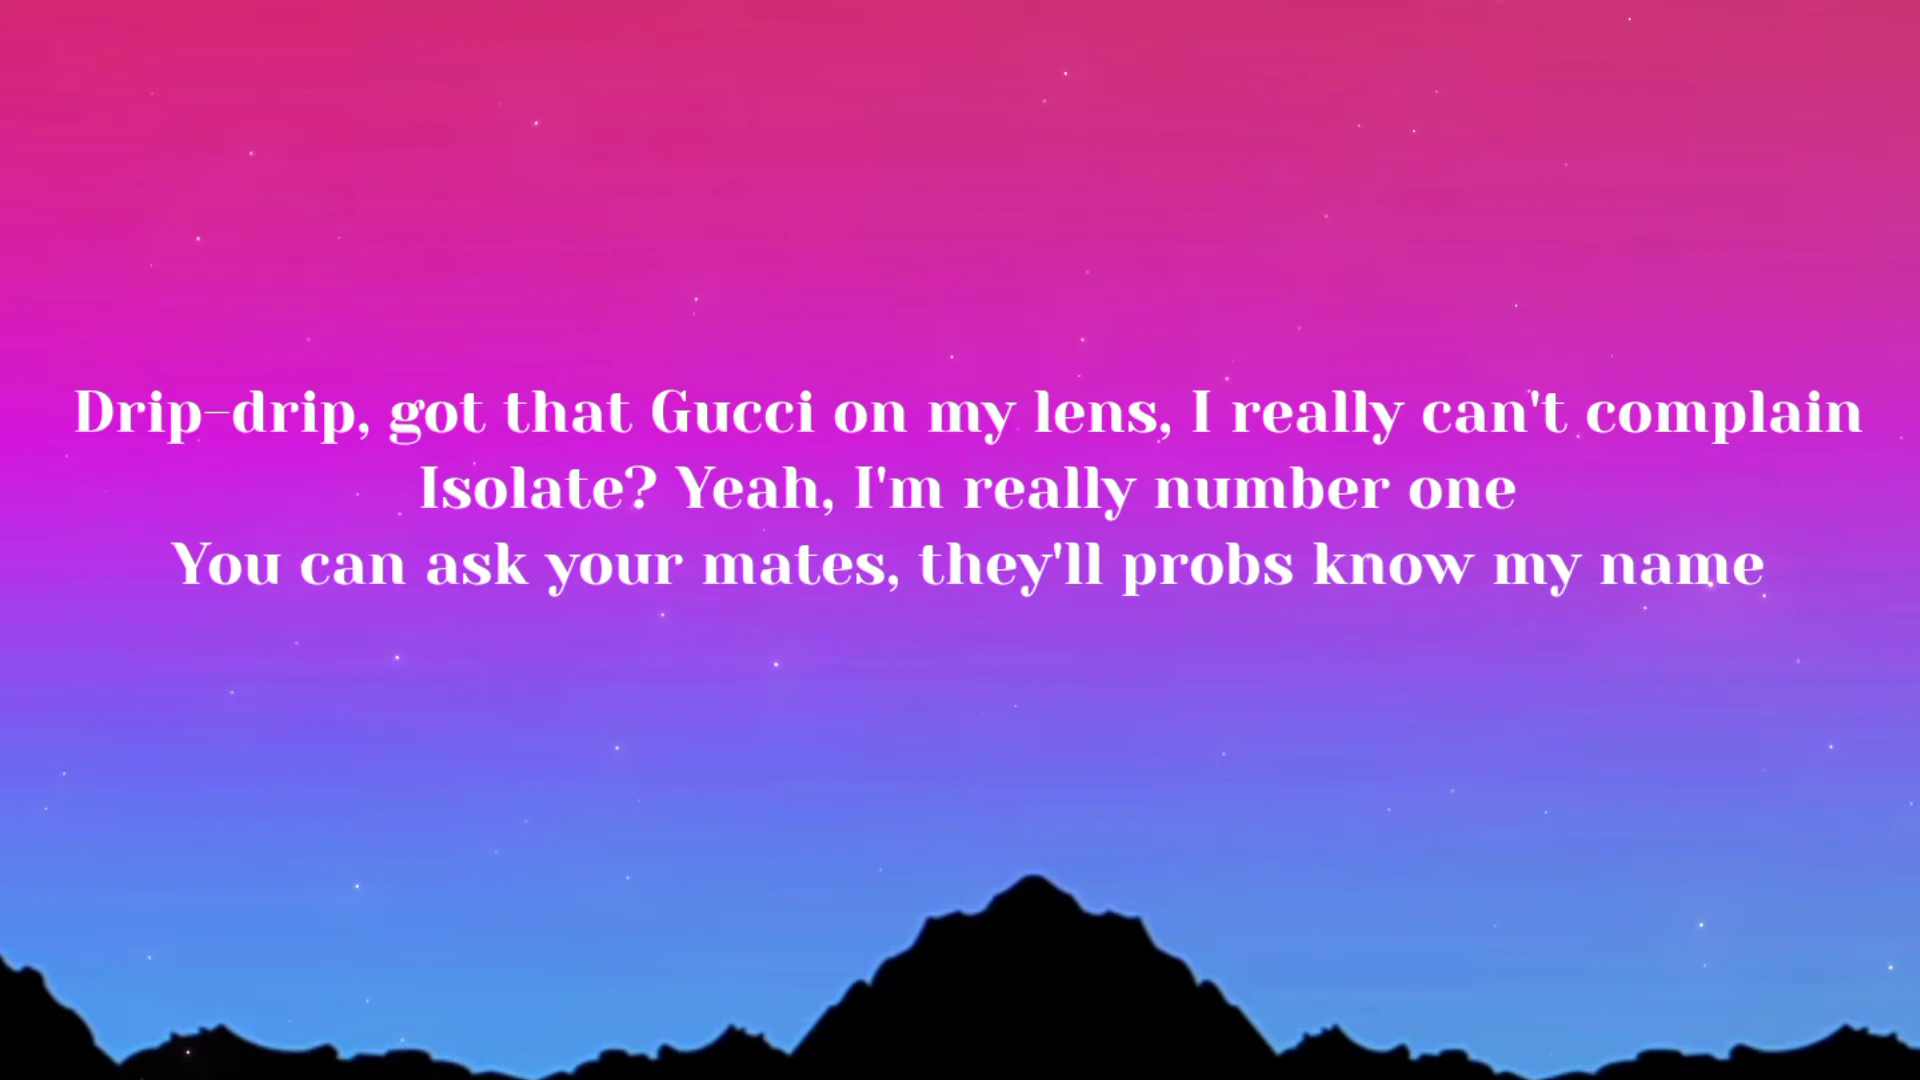 Drip-drip, got that Gucci on my lens, I really can't complain
Isolate? Yeah, I'm really number one
You can ask your mates, they'll probs know my name